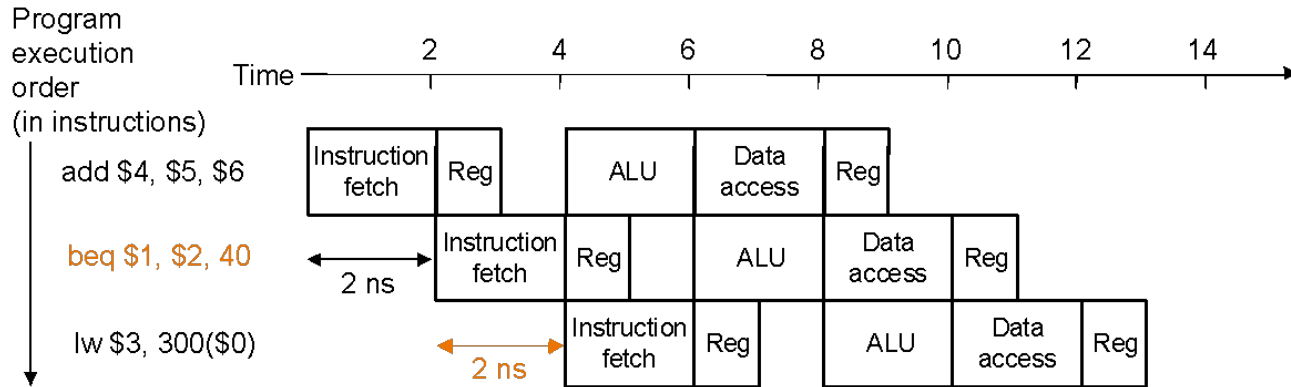 Program
execution
order
(in instructions)
Time
2 4 6 8 10 12 14
add $4, $5, $6
Instruction
fetch
Reg
ALU
Data
access
Reg
beq $1, $2, 40
2 ns
Instruction
fetch
Reg
ALU
Data
access
Reg
lw $3, 300($0)
2 ns
Instruction
fetch
Reg
ALU
Data
access
Reg